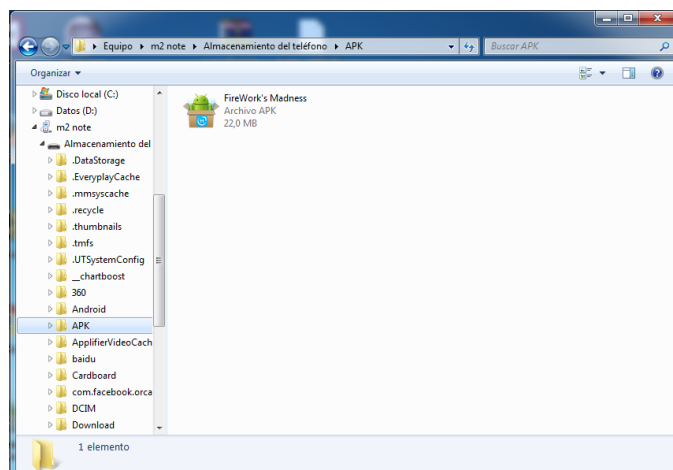 Equipo ▸ m2 note ▸ Almacenamiento del teléfono ▸ APK
Buscar APK
Organizar
Disco local (C:)
Datos (D:)
m2 note
Almacenamiento del
.DataStorage
.EveryplayCache
.mmsyscache
.recycle
.thumbnails
.tmfs
.UTSystemConfig
__chartboost
360
Android
APK
ApplifierVideoCach
baidu
Cardboard
com.facebook.orca
DCIM
Download
FireWork's Madness
Archivo APK
22,0 MB
1 elemento